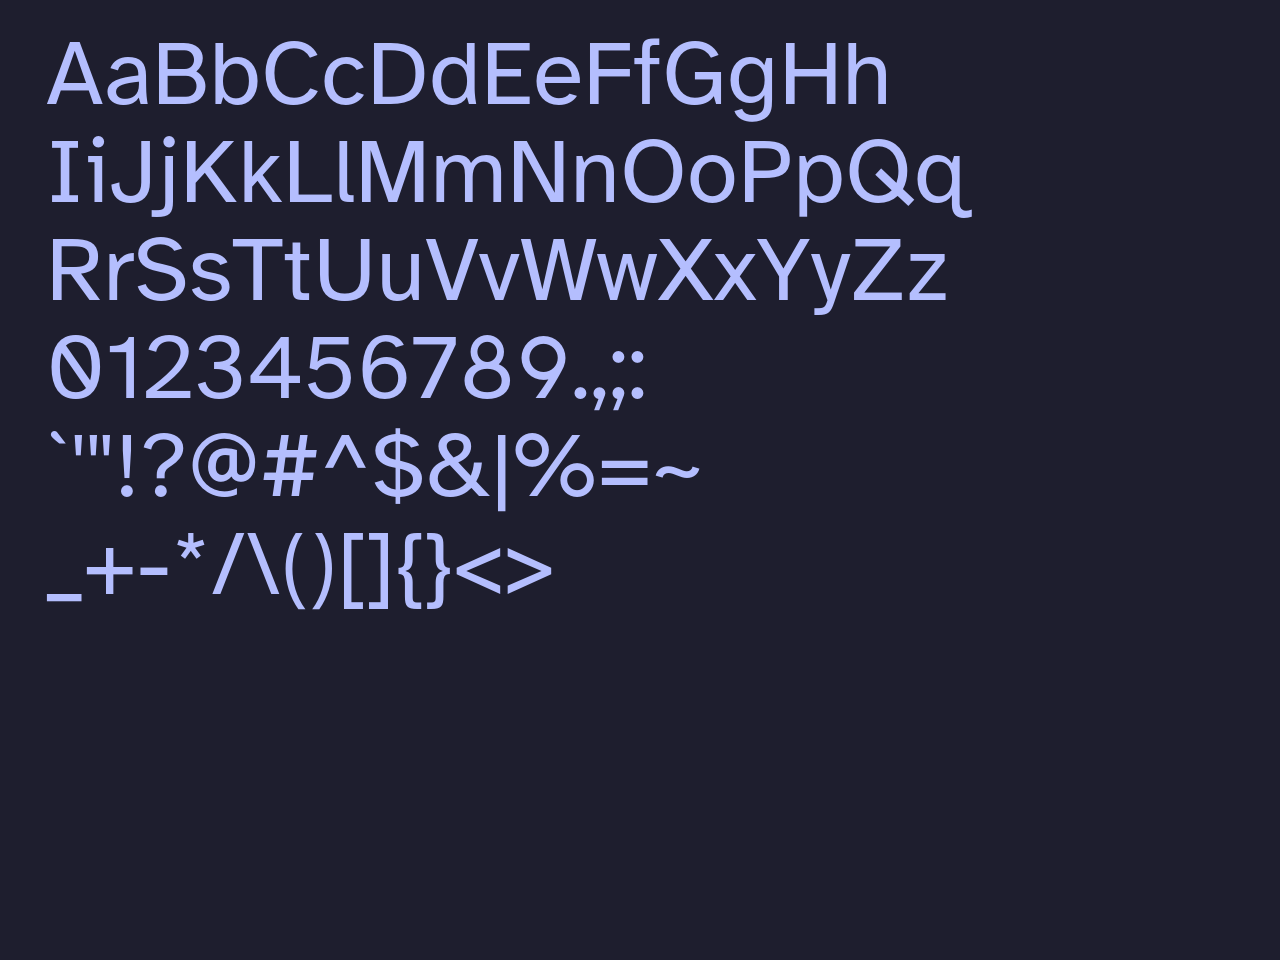 AaBbCcDdEeFfGgHh
IiJjKkLlMmNnOoPpQq
RrSsTtUuVvWwXxYyZz
0123456789.,;:
`'"!?@#^$&|%=~
_+-*/\()[]{}<>